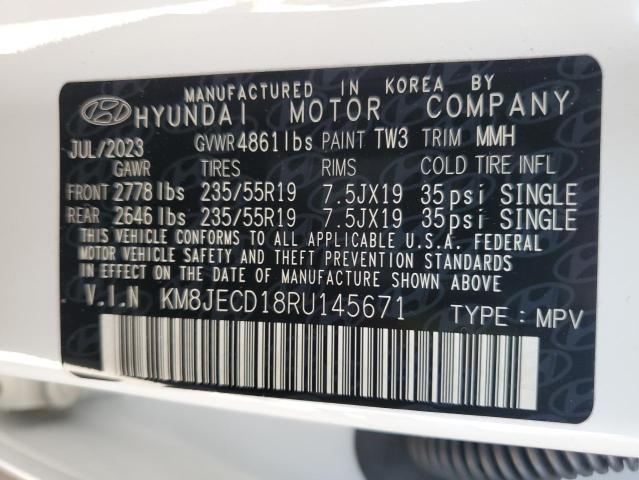 MANUFACTURED IN KOREA BY
HYUNDAI MOTOR COMPANY
JUL/2023 GVWR 4861lbs PAINT TW3 TRIM MMH
GAWR TIRES RIMS COLD TIRE INFL
FRONT 2778lbs 235/55R19 7.5JX19 35psi SINGLE
REAR 2646lbs 235/55R19 7.5JX19 35psi SINGLE
THIS VEHICLE CONFORMS TO ALL APPLICABLE U.S.A. FEDERAL
MOTOR VEHICLE SAFETY AND THEFT PREVENTION STANDARDS
IN EFFECT ON THE DATE OF MANUFACTURE SHOWN ABOVE
V.I.N KM8JECD18RU145671 TYPE : MPV